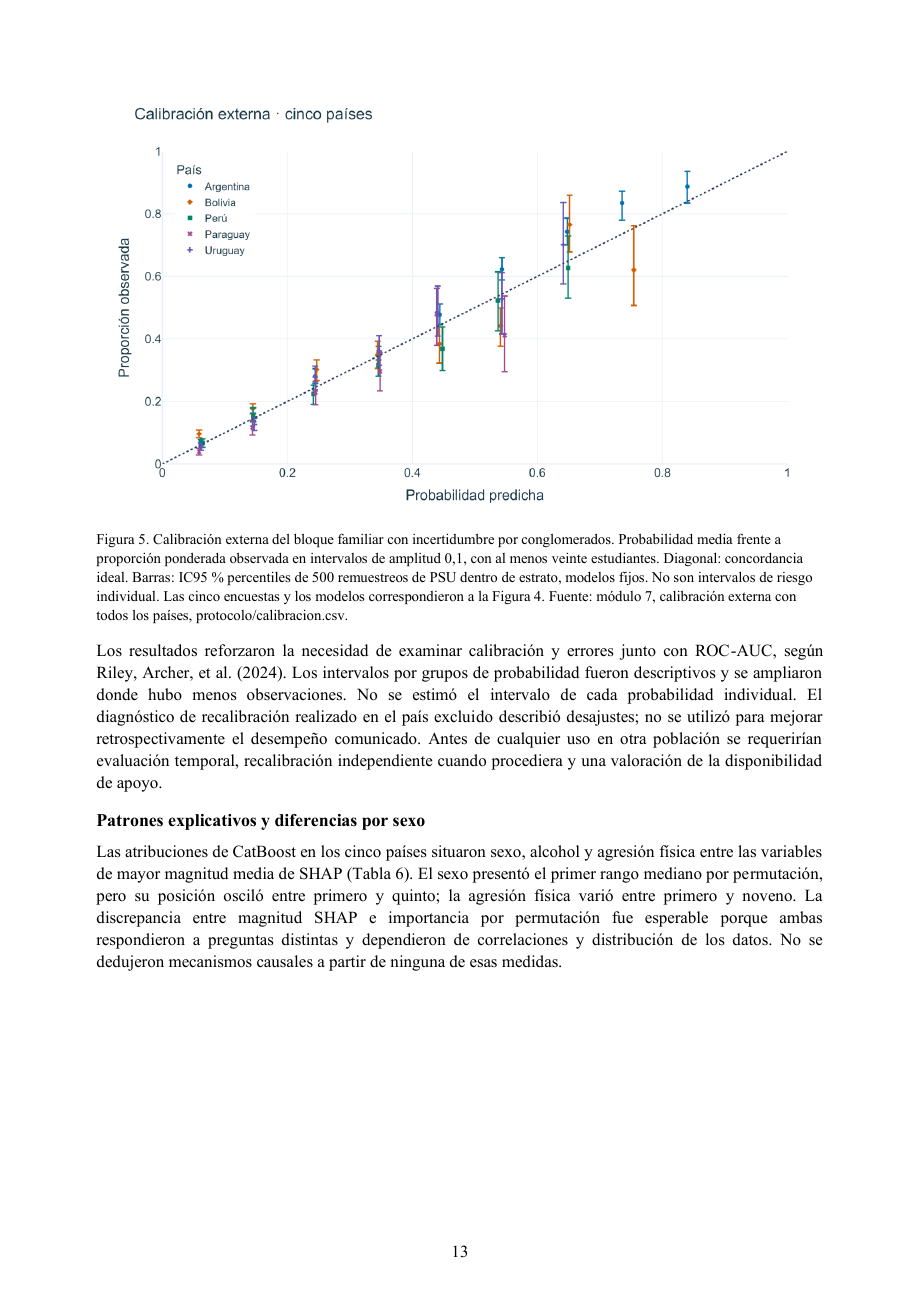 Calibración externa · cinco países
1
0.8
0.6
0.4
0.2
0
País
Argentina
Bolivia
Perú
Paraguay
Uruguay
Proporción observada
0
0.2
0.4
0.6
0.8
1
Probabilidad predicha
Figura 5. Calibración externa del bloque familiar con incertidumbre por conglomerados. Probabilidad media frente a
proporción ponderada observada en intervalos de amplitud 0,1, con al menos veinte estudiantes. Diagonal: concordancia
ideal. Barras: IC95 % percentiles de 500 remuestreos de PSU dentro de estrato, modelos fijos. No son intervalos de riesgo
individual. Las cinco encuestas y los modelos correspondieron a la Figura 4. Fuente: módulo 7, calibración externa con
todos los países, protocolo/calibracion.csv.
Los resultados reforzaron la necesidad de examinar calibración y errores junto con ROC-AUC, según
Riley, Archer, et al. (2024). Los intervalos por grupos de probabilidad fueron descriptivos y se ampliaron
donde hubo menos observaciones. No se estimó el intervalo de cada probabilidad individual. El
diagnóstico de recalibración realizado en el país excluido describió desajustes; no se utilizó para mejorar
retrospectivamente el desempeño comunicado. Antes de cualquier uso en otra población se requerirían
evaluación temporal, recalibración independiente cuando procediera y una valoración de la disponibilidad
de apoyo.
Patrones explicativos y diferencias por sexo
Las atribuciones de CatBoost en los cinco países situaron sexo, alcohol y agresión física entre las variables
de mayor magnitud media de SHAP (Tabla 6). El sexo presentó el primer rango mediano por permutación,
pero su posición osciló entre primero y quinto; la agresión física varió entre primero y noveno. La
discrepancia entre magnitud SHAP e importancia por permutación fue esperable porque ambas
respondieron a preguntas distintas y dependieron de correlaciones y distribución de los datos. No se
dedujeron mecanismos causales a partir de ninguna de esas medidas.
13